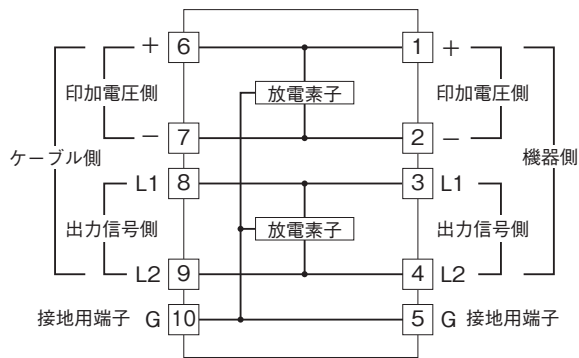 + 6 1 +
印加電圧側 放電素子 印加電圧側
− 7 2 −
ケーブル側 機器側
L1 8 3 L1
出力信号側 放電素子 出力信号側
L2 9 4 L2
接地用端子 G 10 5 G 接地用端子